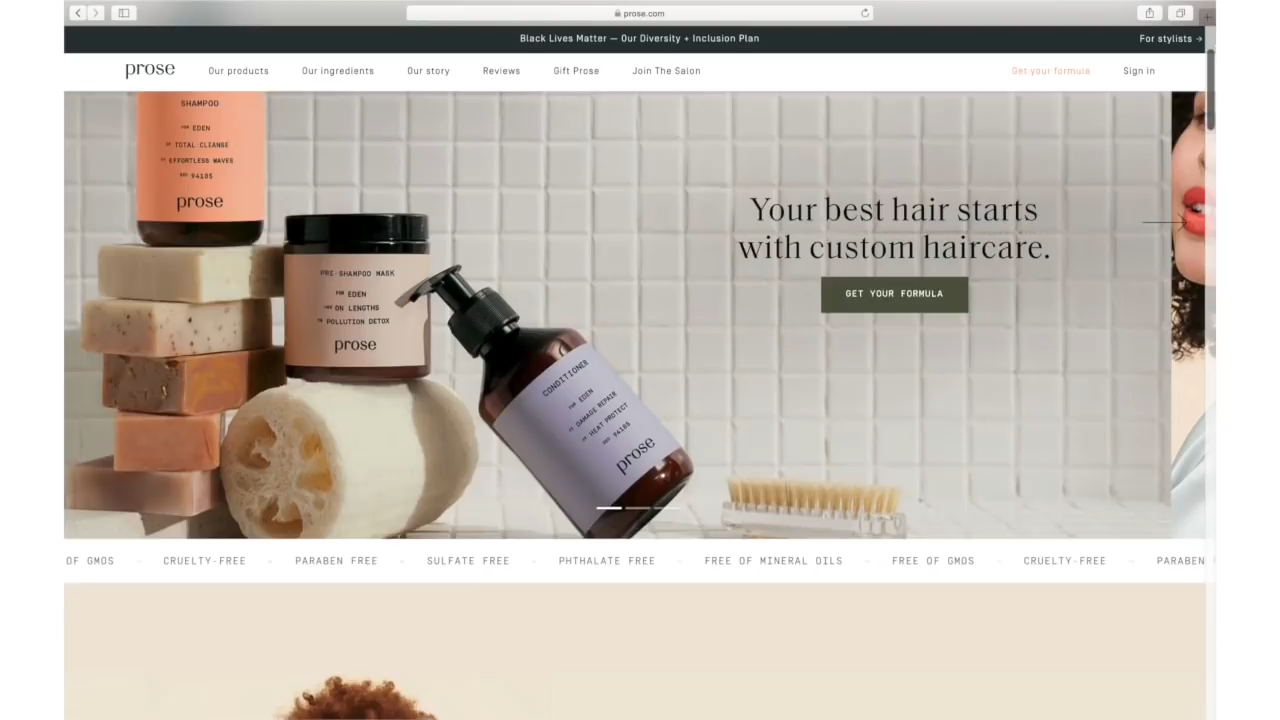 prose.com
Black Lives Matter — Our Diversity + Inclusion Plan
For stylists →
prose
Our products
Our ingredients
Our story
Reviews
Gift Prose
Join The Salon
Get your formula
Sign in
SHAMPOO
FOR EDEN
TOTAL CLEANSE
EFFORTLESS WAVES
94105
prose
PRE-SHAMPOO MASK
FOR EDEN
ON LENGTHS
POLLUTION DETOX
prose
CONDITIONER
FOR EDEN
DAMAGE REPAIR
HEAT PROTECT
94105
prose
Your best hair starts
with custom haircare.
GET YOUR FORMULA
OF GMOS - CRUELTY-FREE - PARABEN FREE - SULFATE FREE - PHTHALATE FREE - FREE OF MINERAL OILS - FREE OF GMOS - CRUELTY-FREE - PARABEN